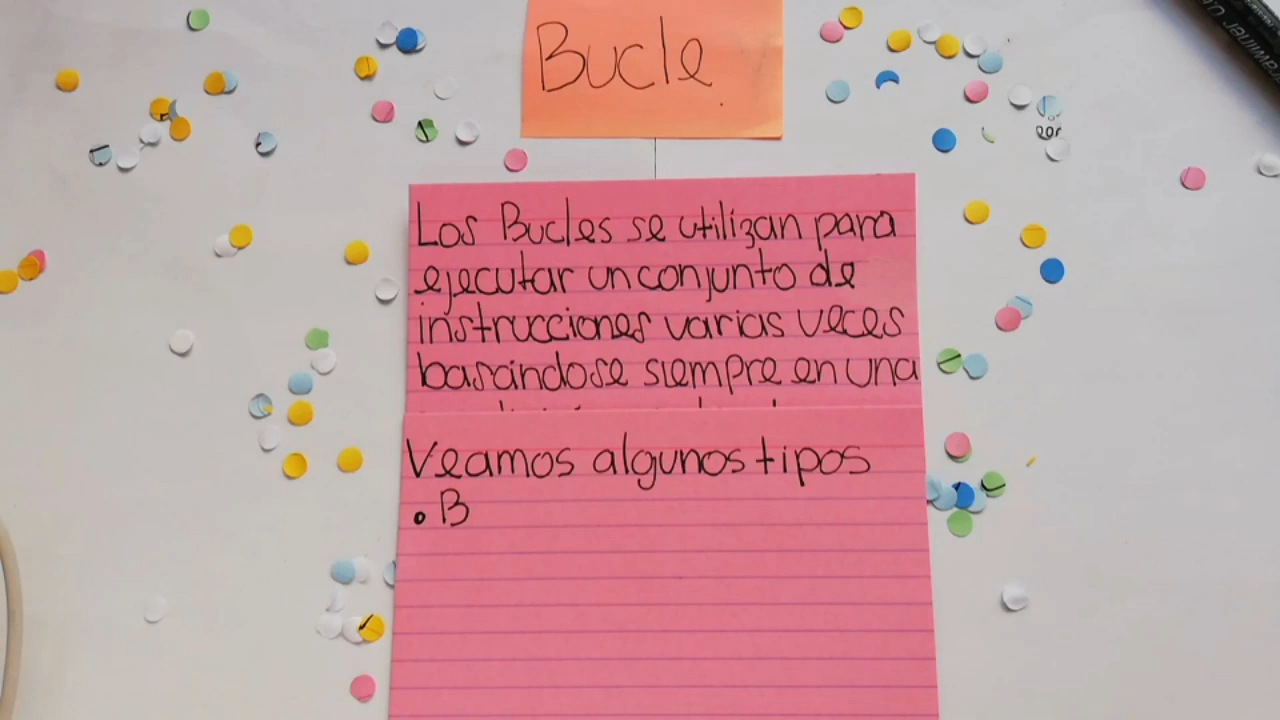 Bucle.
Los Bucles se utilizan para
ejecutar un conjunto de
instrucciones varias veces
basándose siempre en una
Veamos algunos tipos
• B